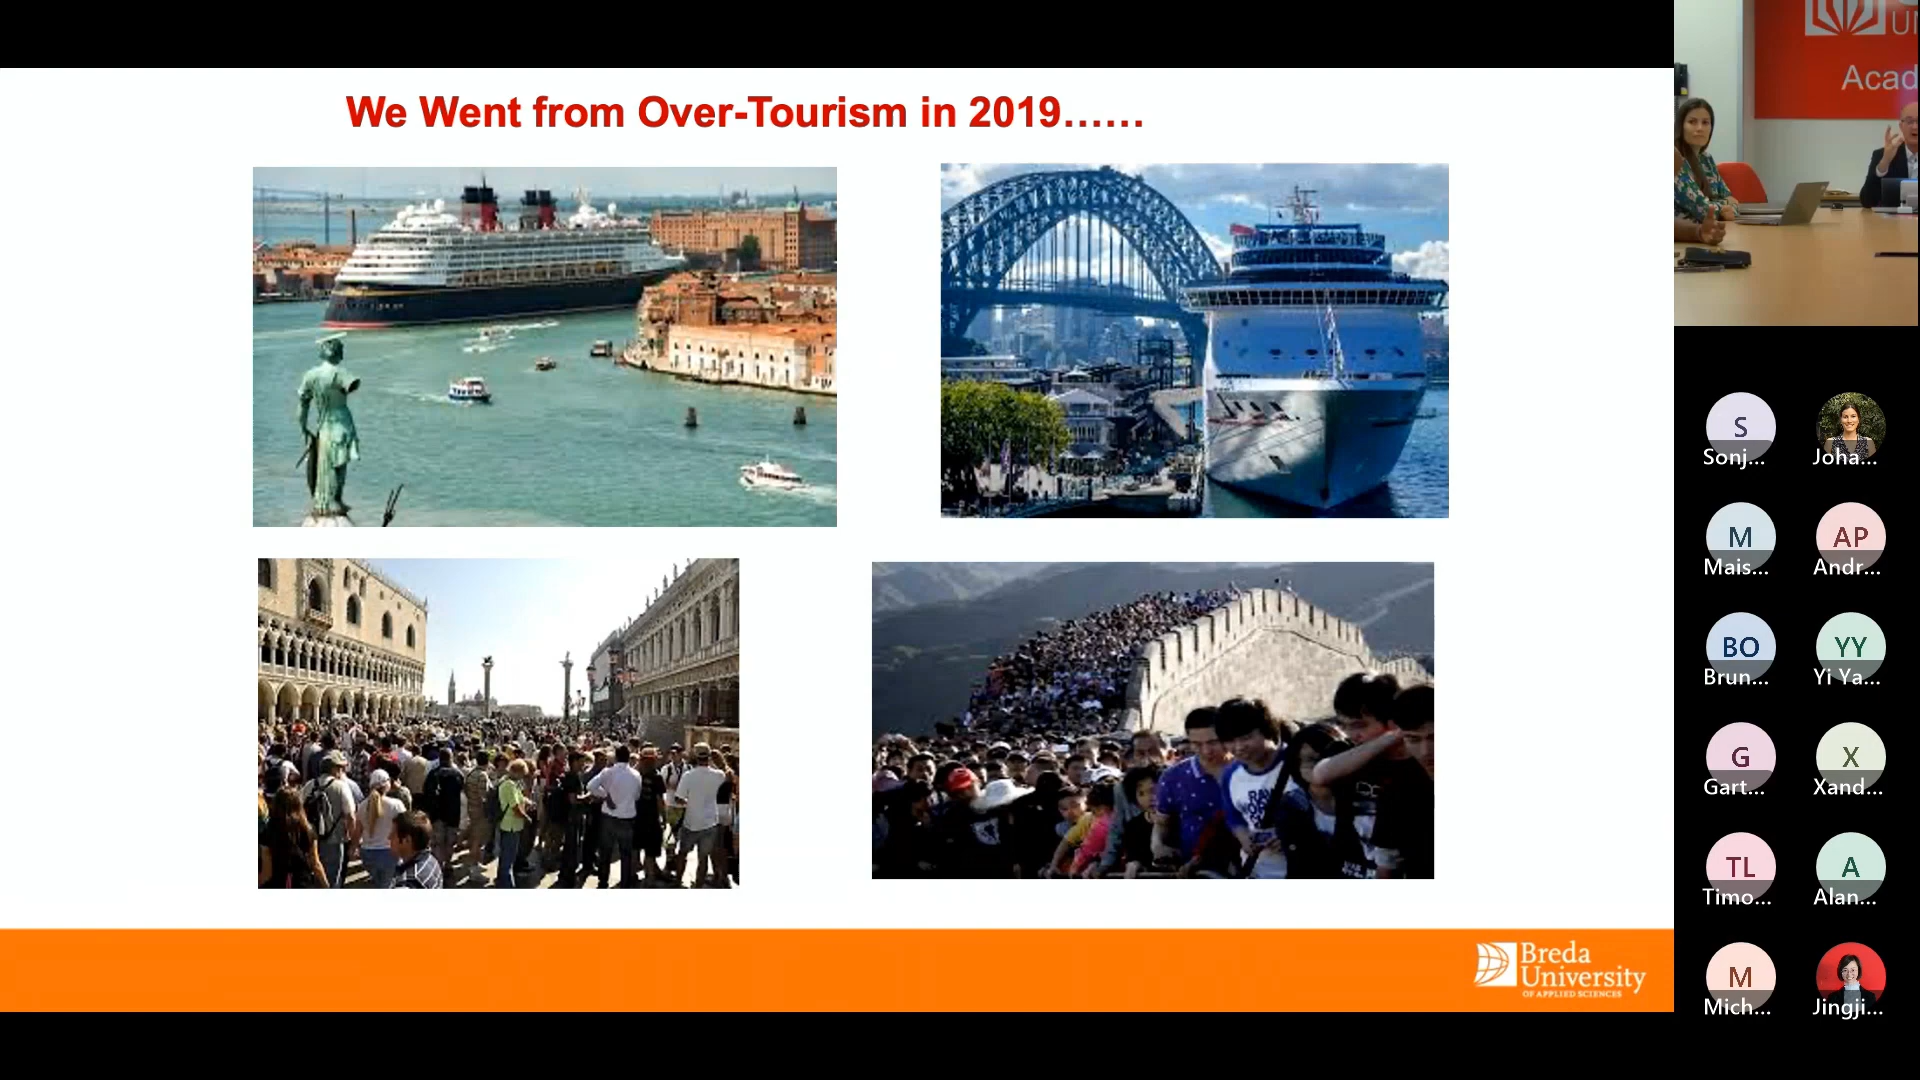 We Went from Over-Tourism in 2019......
Breda
University
OF APPLIED SCIENCES
Acad
S
Sonj...
Joha...
M
Mais...
AP
Andr...
BO
Brun...
YY
Yi Ya...
G
Gart...
X
Xand...
TL
Timo...
A
Alan...
M
Mich...
Jingji...